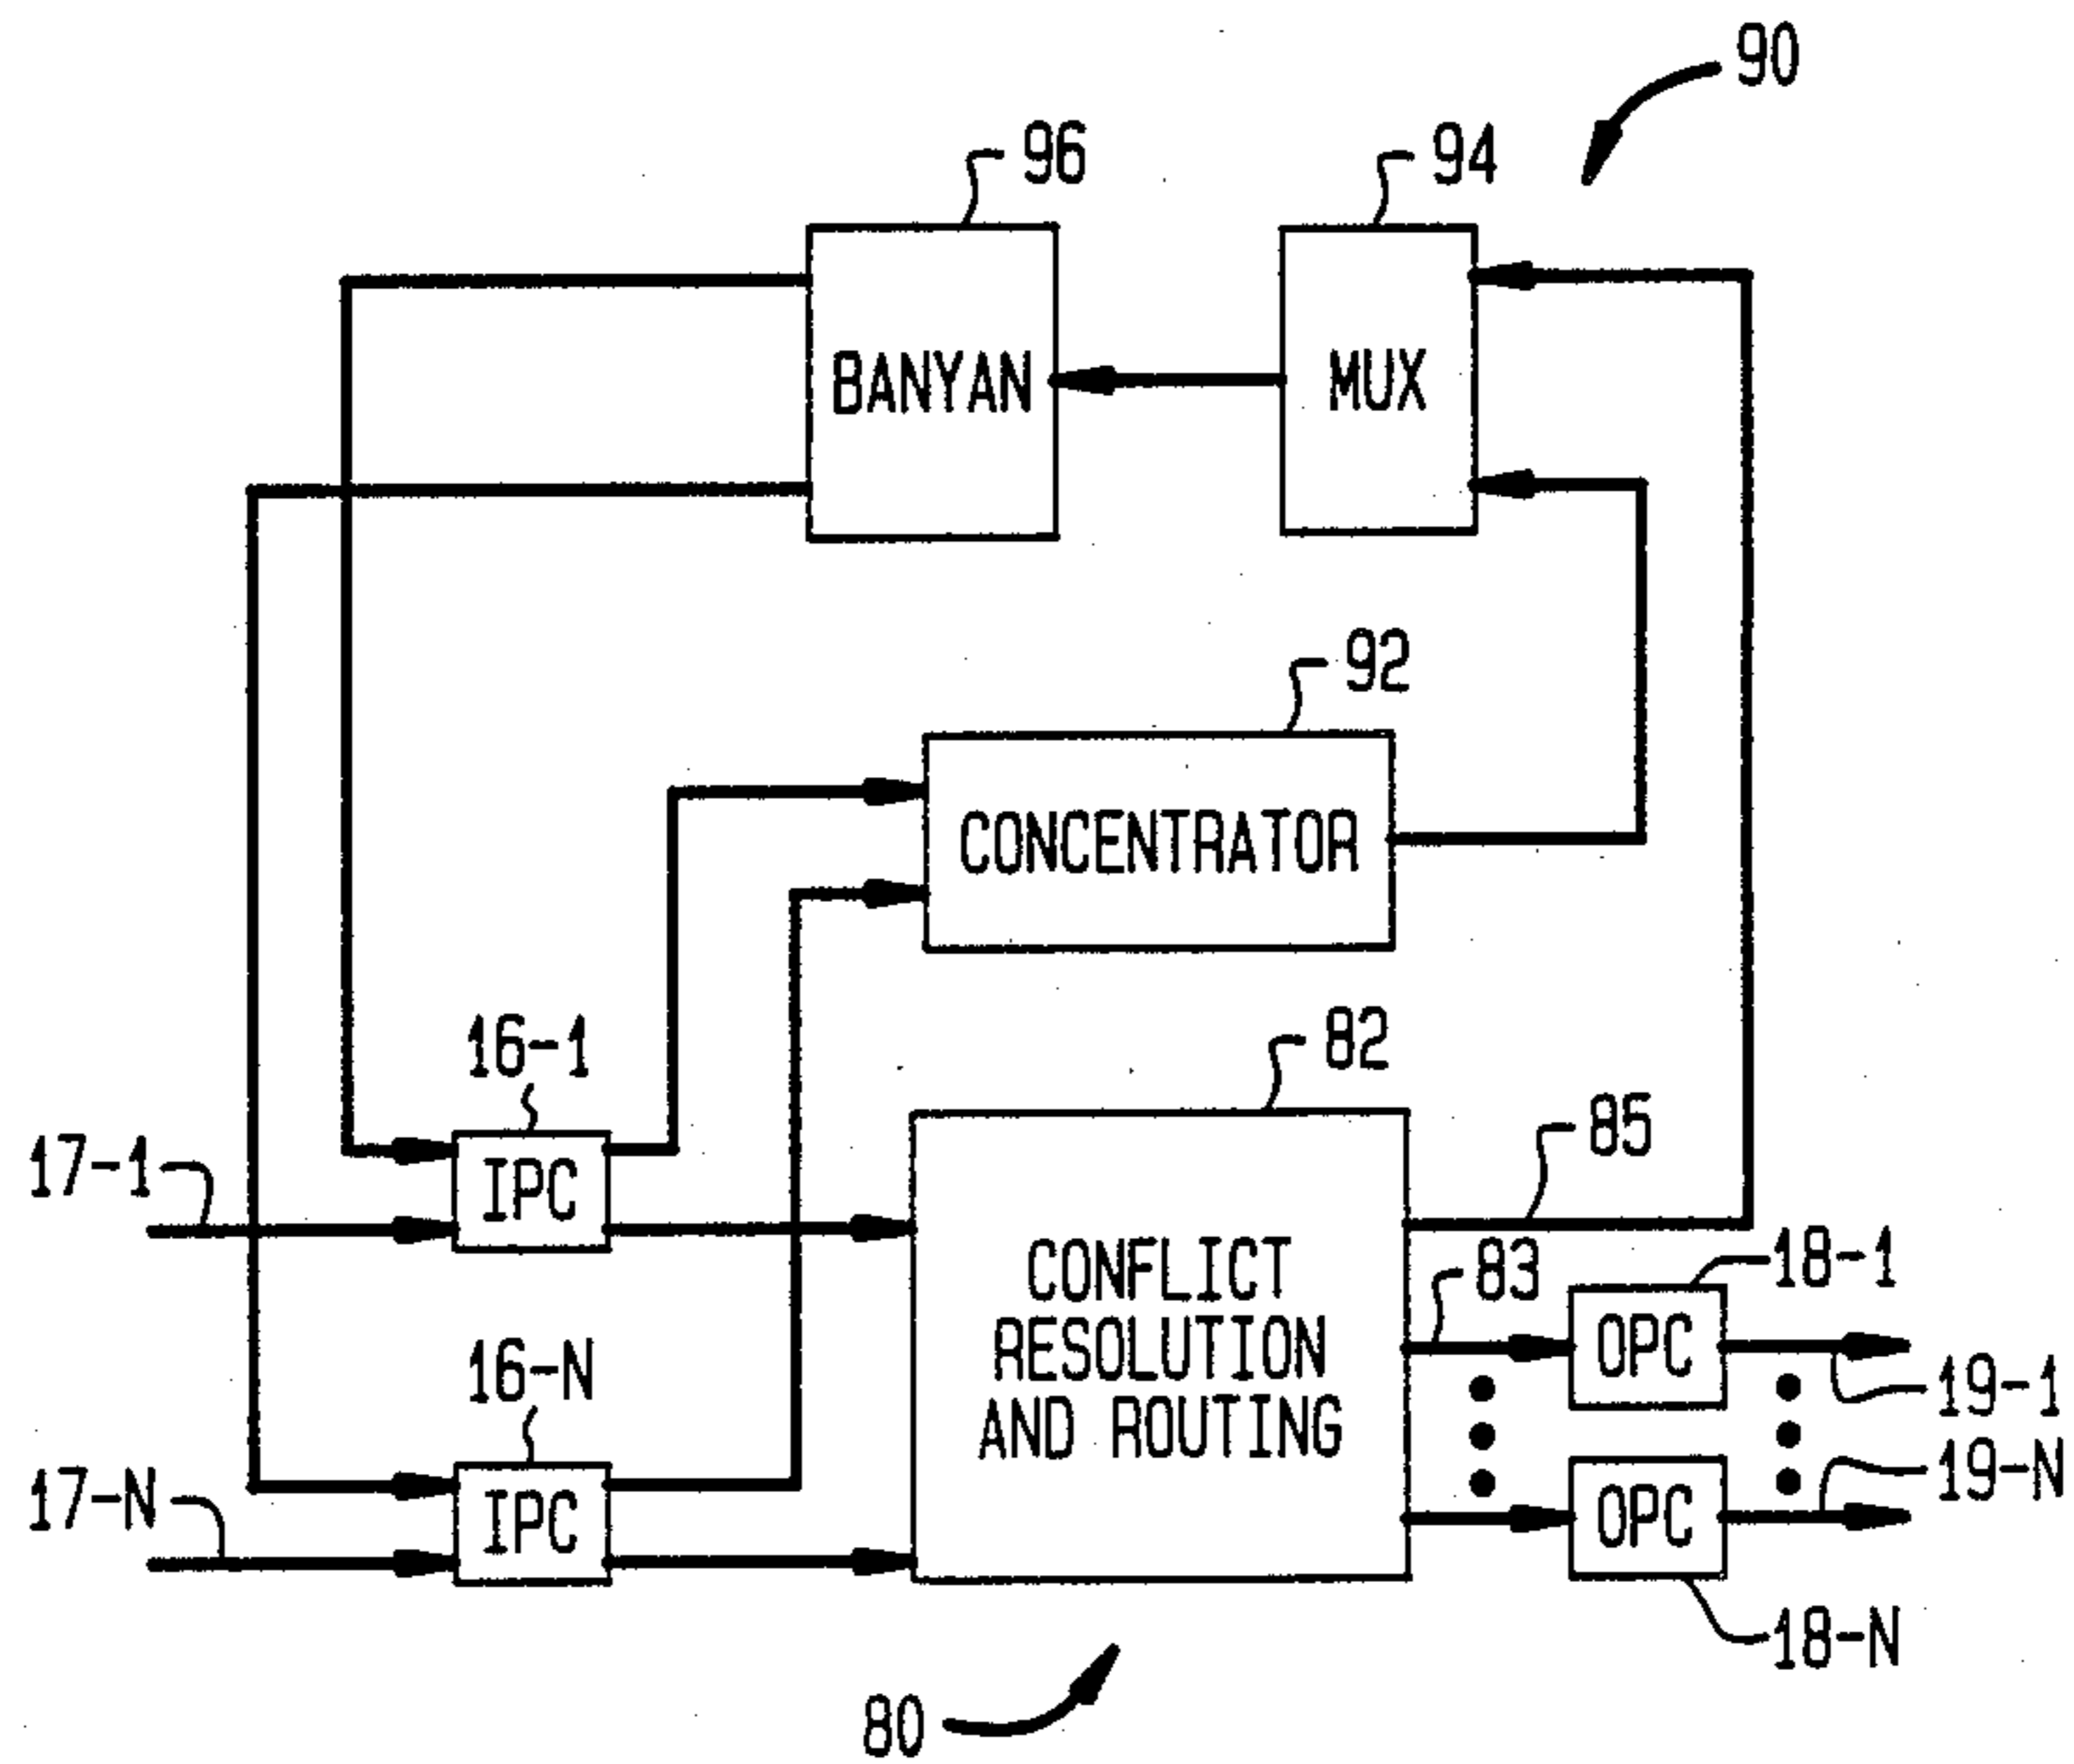 90
96
94
BANYAN
MUX
92
CONCENTRATOR
16-1
82
85
17-1
IPC
83
18-1
CONFLICT
RESOLUTION
AND ROUTING
OPC
19-1
16-N
17-N
IPC
OPC
19-N
18-N
80